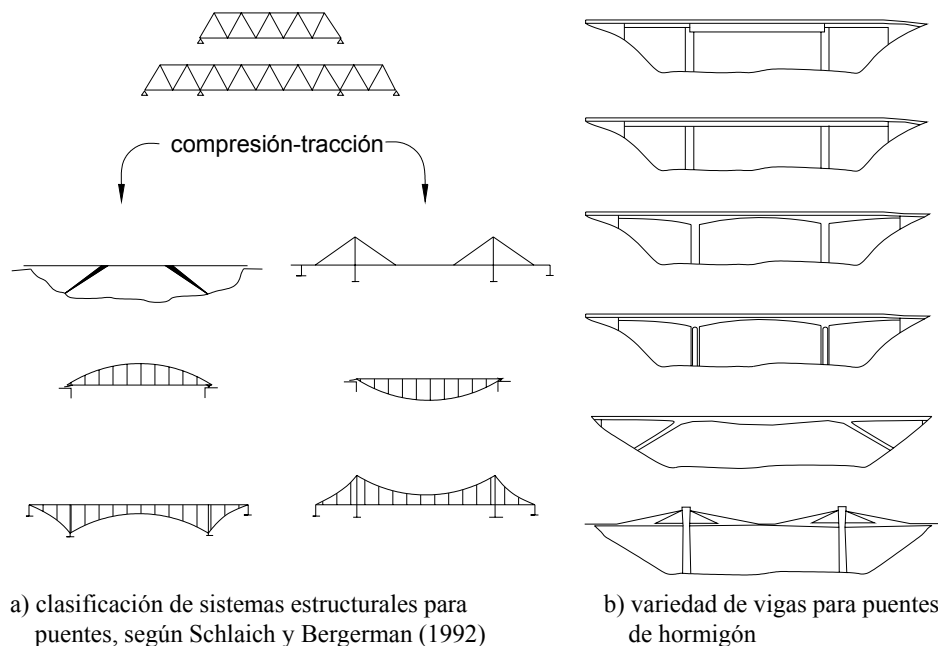 compresión-tracción
a) clasificación de sistemas estructurales para
puentes, según Schlaich y Bergerman (1992)
b) variedad de vigas para puentes
de hormigón